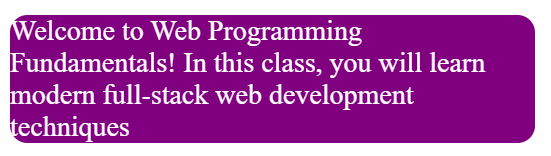 Welcome to Web Programming
Fundamentals! In this class, you will learn
modern full-stack web development
techniques